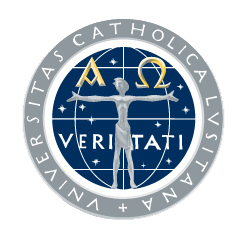 VNIVERSITAS CATHOLICA LVSITANA +
Α Ω
VERITATI